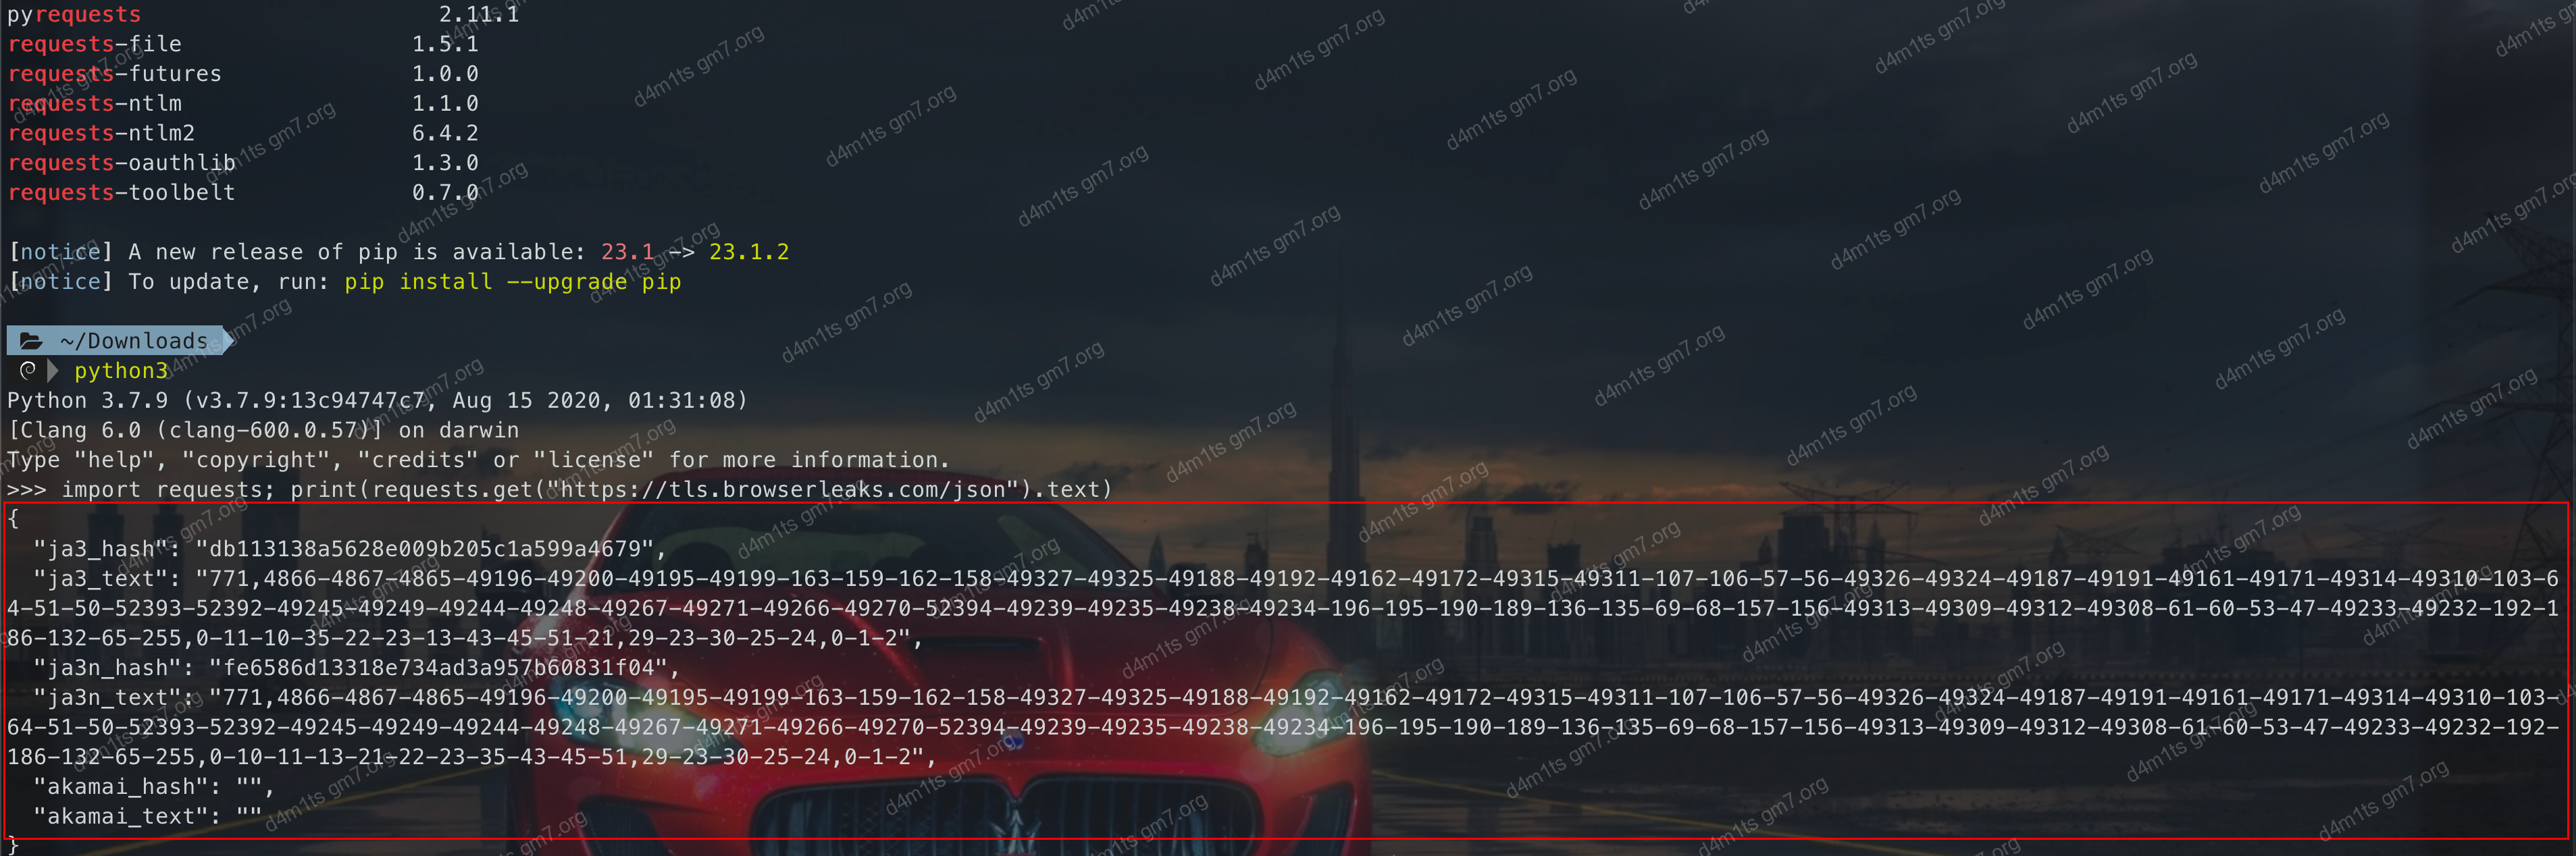 pyrequests 2.11.1
requests-file 1.5.1
requests-futures 1.0.0
requests-ntlm 1.1.0
requests-ntlm2 6.4.2
requests-oauthlib 1.3.0
requests-toolbelt 0.7.0
[notice] A new release of pip is available: 23.1 -> 23.1.2
[notice] To update, run: pip install --upgrade pip
~/Downloads
python3
Python 3.7.9 (v3.7.9:13c94747c7, Aug 15 2020, 01:31:08)
[Clang 6.0 (clang-600.0.57)] on darwin
Type "help", "copyright", "credits" or "license" for more information.
>>> import requests; print(requests.get("https://tls.browserleaks.com/json").text)
{
"ja3_hash": "db113138a5628e009b205c1a599a4679",
"ja3_text": "771,4866-4867-4865-49196-49200-49195-49199-163-159-162-158-49327-49325-49188-49192-49162-49172-49315-49311-107-106-57-56-49326-49324-49187-49191-49161-49171-49314-49310-103-6
4-51-50-52393-52392-49245-49249-49244-49248-49267-49271-49266-49270-52394-49239-49235-49238-49234-196-195-190-189-136-135-69-68-157-156-49313-49309-49312-49308-61-60-53-47-49233-49232-192-1
86-132-65-255,0-11-10-35-22-23-13-43-45-51-21,29-23-30-25-24,0-1-2",
"ja3n_hash": "fe6586d13318e734ad3a957b60831f04",
"ja3n_text": "771,4866-4867-4865-49196-49200-49195-49199-163-159-162-158-49327-49325-49188-49192-49162-49172-49315-49311-107-106-57-56-49326-49324-49187-49191-49161-49171-49314-49310-103-
64-51-50-52393-52392-49245-49249-49244-49248-49267-49271-49266-49270-52394-49239-49235-49238-49234-196-195-190-189-136-135-69-68-157-156-49313-49309-49312-49308-61-60-53-47-49233-49232-192-
186-132-65-255,0-10-11-13-21-22-23-35-43-45-51,29-23-30-25-24,0-1-2",
"akamai_hash": "",
"akamai_text": ""
}
d4m1ts gm7.org